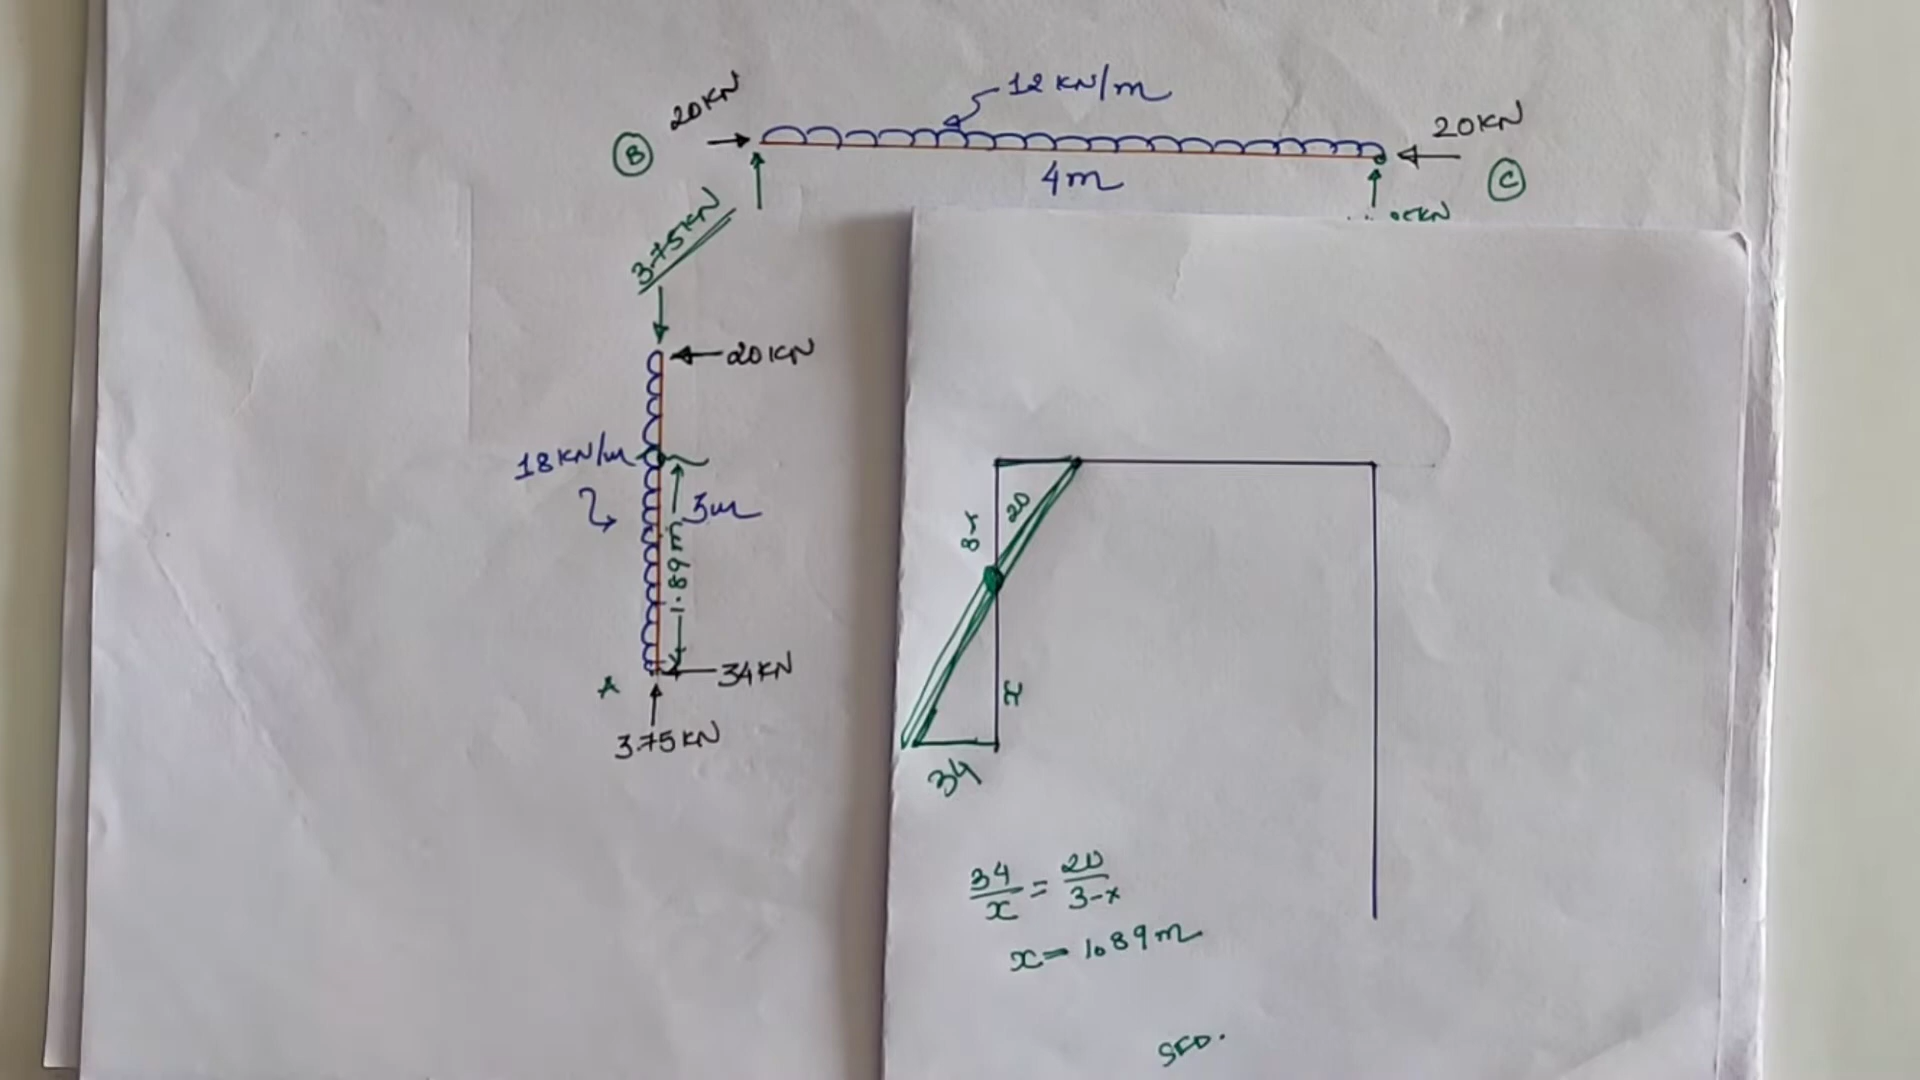 12 KN/m
20KN
B
20KN
4m
C
3.75KN
20KN
18KN/m
3m
1.89m
A
34KN
3.75KN
20
3-x
x
34
34/x = 20/3-x
x = 1.89m
SFD.